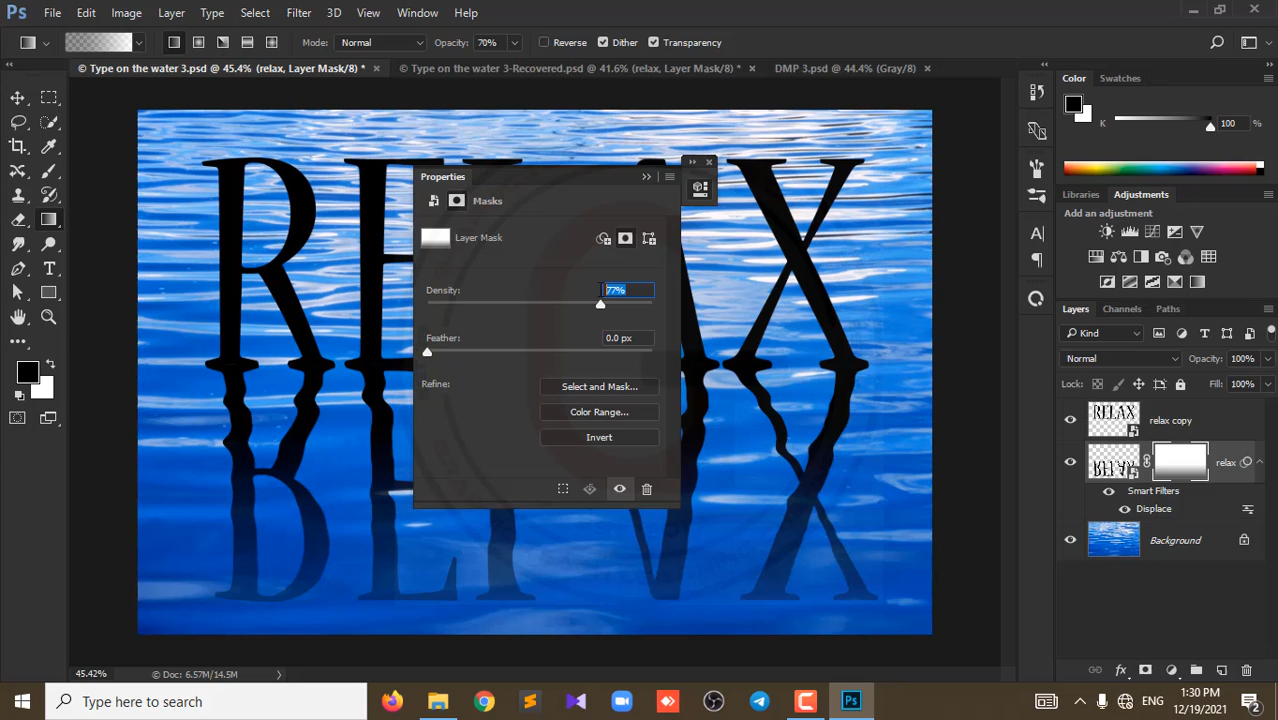 Ps File Edit Image Layer Type Select Filter 3D View Window Help
Mode: Normal Opacity: 70% Reverse Dither Transparency
© Type on the water 3.psd @ 45.4% (relax, Layer Mask/8) * © Type on the water 3-Recovered.psd @ 41.6% (relax, Layer Mask/8) * DMP 3.psd @ 44.4% (Gray/8)
Color Swatches
K 100 %
Libraries Adjustments
Add an adjustment
Layers Channels Paths
Kind
Normal Opacity: 100%
Lock: Fill: 100%
relax copy
relax
Smart Filters
Displace
Background
RELAX
Properties
Masks
Layer Mask
Density: 77%
Feather: 0.0 px
Refine: Select and Mask...
Color Range...
Invert
45.42% © Doc: 6.57M/14.5M
Type here to search
ENG 1:30 PM
12/19/2021 2